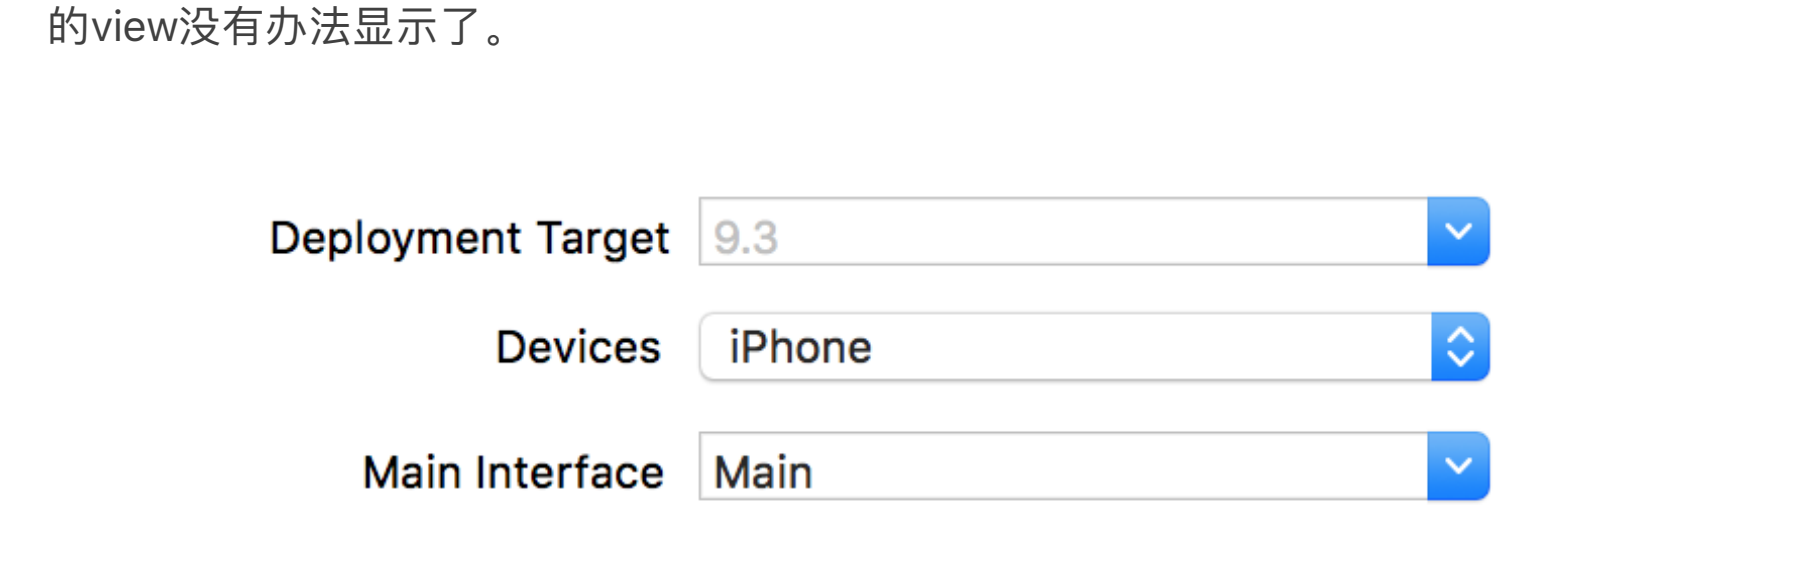 的view没有办法显示了。
Deployment Target 9.3
Devices iPhone
Main Interface Main